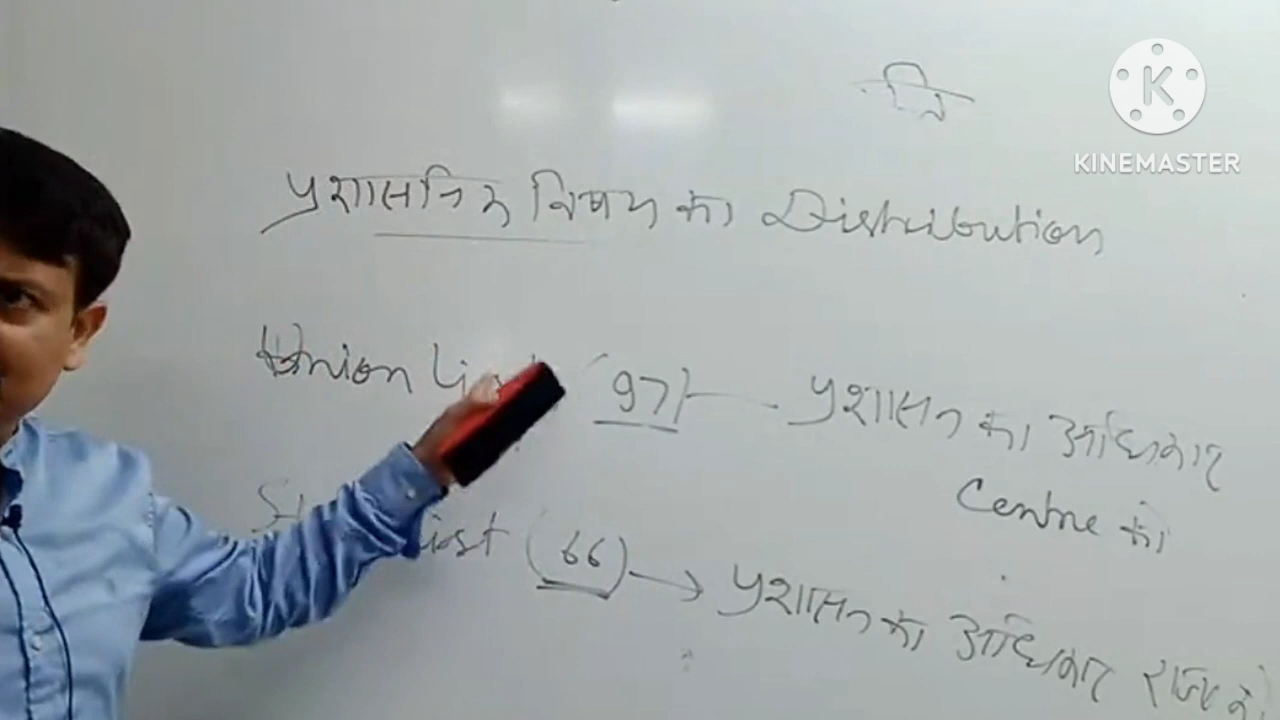 KINEMASTER
प्रशासनिक विषय का Distribution
Union List (97) — प्रशासन का अधिकार
Centre को
List (66) → प्रशासन का अधिकार राज्य को